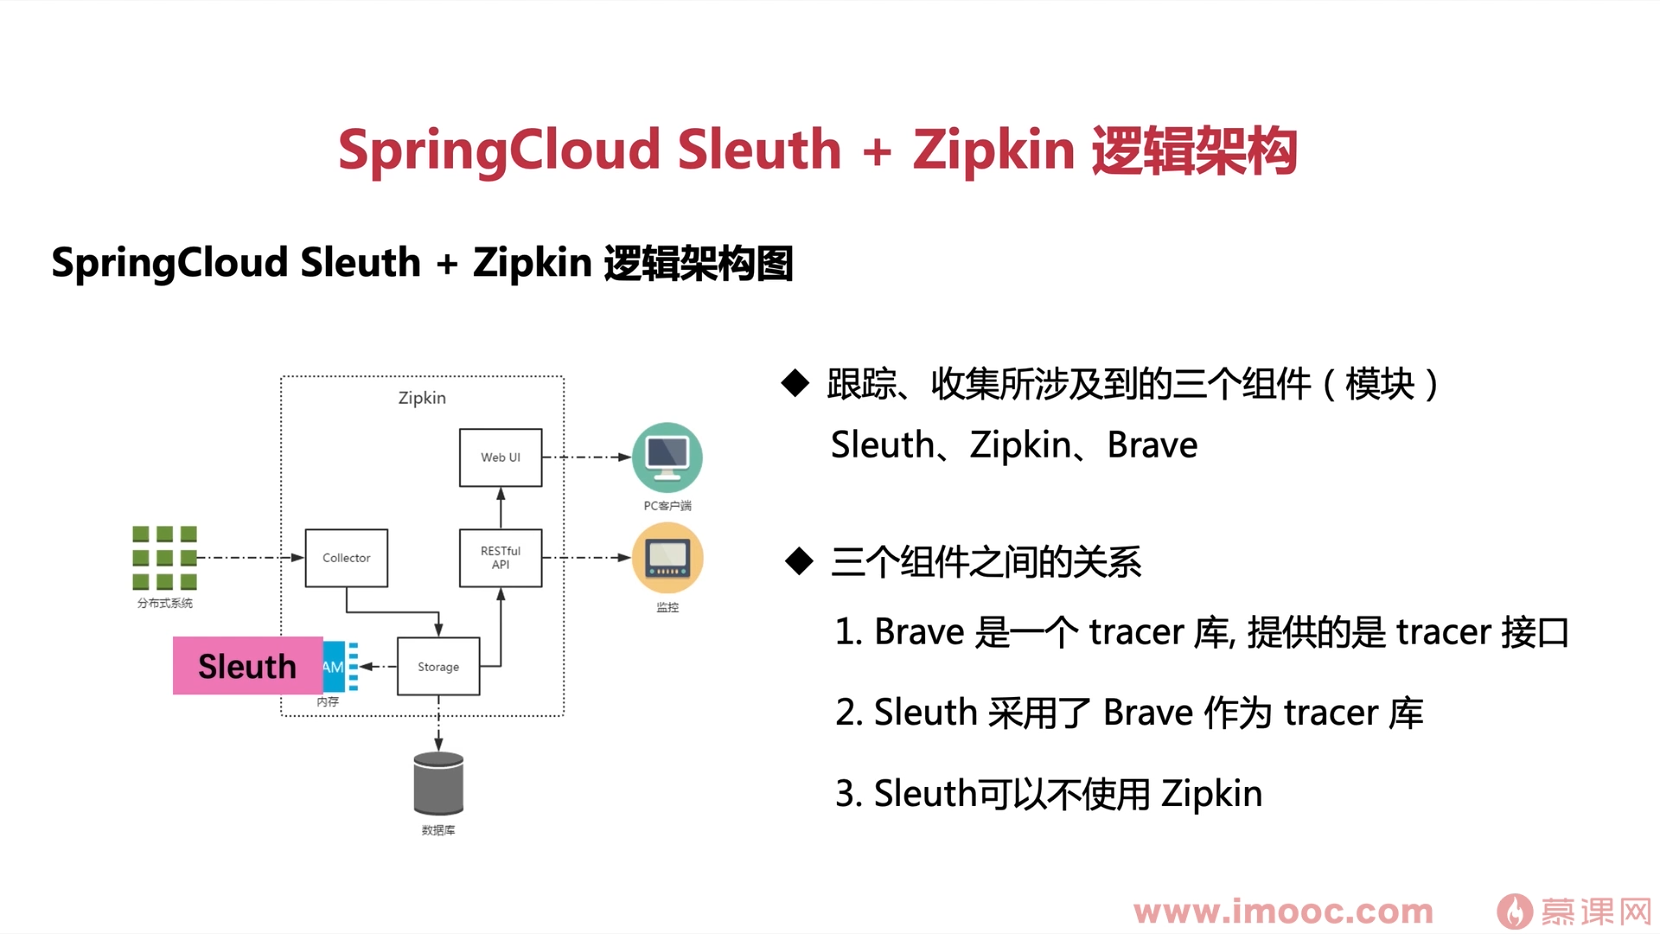 SpringCloud Sleuth + Zipkin 逻辑架构
SpringCloud Sleuth + Zipkin 逻辑架构图
Zipkin
Web UI
PC客户端
Collector
RESTful
API
分布式系统
监控
Sleuth
AM
Storage
内存
数据库
◆ 跟踪、收集所涉及到的三个组件（模块）
Sleuth、Zipkin、Brave
◆ 三个组件之间的关系
1. Brave 是一个 tracer 库, 提供的是 tracer 接口
2. Sleuth 采用了 Brave 作为 tracer 库
3. Sleuth可以不使用 Zipkin
www.imooc.com
慕课网